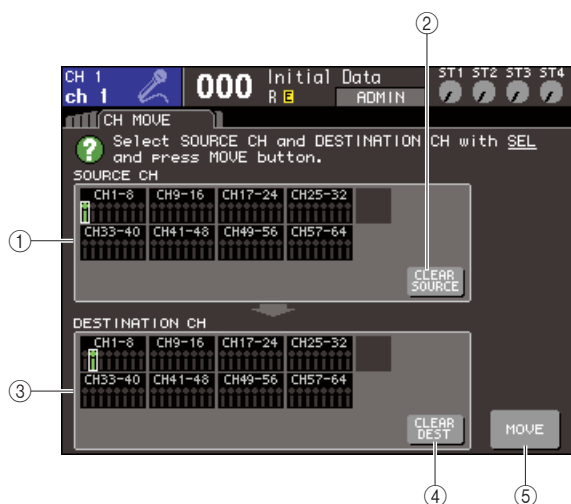 ②
CH 1
ch 1
000
Initial Data
R E
ADMIN
ST1 ST2 ST3 ST4
CH MOVE
? Select SOURCE CH and DESTINATION CH with SEL
and press MOVE button.
SOURCE CH
CH1-8 CH9-16 CH17-24 CH25-32
①
CH33-40 CH41-48 CH49-56 CH57-64
CLEAR
SOURCE
DESTINATION CH
CH1-8 CH9-16 CH17-24 CH25-32
③
CH33-40 CH41-48 CH49-56 CH57-64
CLEAR
DEST
MOVE
④
⑤